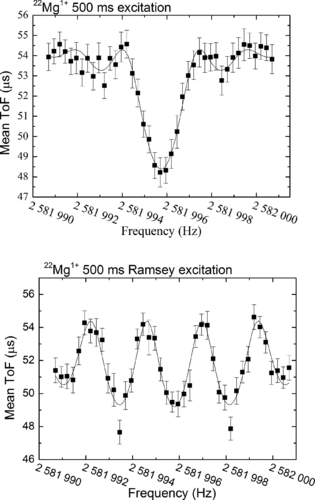 ²²Mg¹⁺ 500 ms excitation
56
55
54
53
52
51
50
49
48
47
Mean ToF (μs)
2 581 990
2 581 992
2 581 994
2 581 996
2 581 998
2 582 000
Frequency (Hz)
²²Mg¹⁺ 500 ms Ramsey excitation
56
54
52
50
48
46
Mean ToF (μs)
2 581 990
2 581 992
2 581 994
2 581 996
2 581 998
2 582 000
Frequency (Hz)